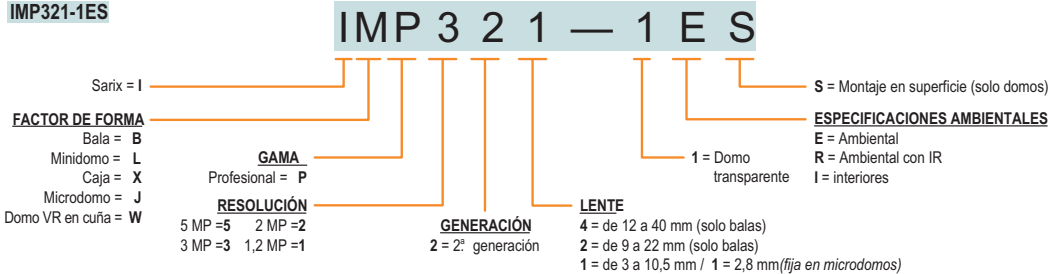 IMP321-1ES
IMP321—1ES
Sarix = I
FACTOR DE FORMA
Bala = B
Minidomo = L
Caja = X
Microdomo = J
Domo VR en cuña = W
GAMA
Profesional = P
RESOLUCIÓN
5 MP =5 2 MP =2
3 MP =3 1,2 MP =1
GENERACIÓN
2 = 2ª generación
LENTE
4 = de 12 a 40 mm (solo balas)
2 = de 9 a 22 mm (solo balas)
1 = de 3 a 10,5 mm / 1 = 2,8 mm(fija en microdomos)
1 = Domo
transparente
S = Montaje en superficie (solo domos)
ESPECIFICACIONES AMBIENTALES
E = Ambiental
R = Ambiental con IR
I = interiores